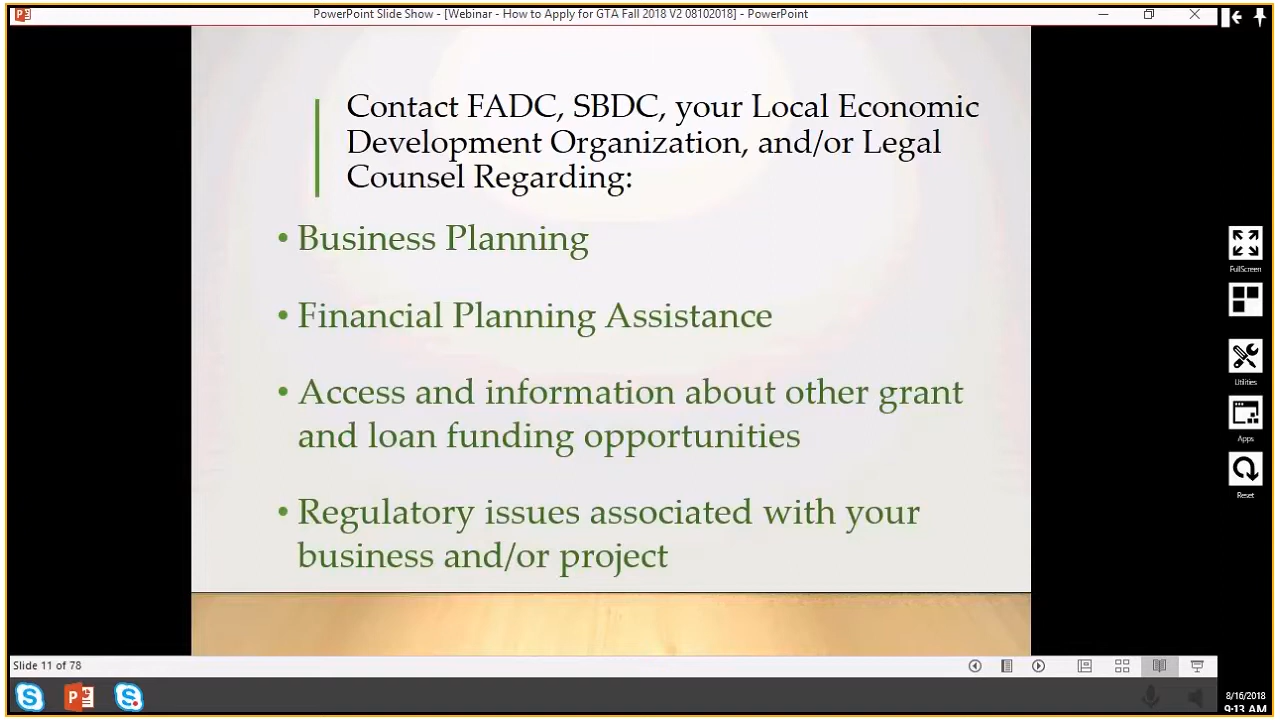 PowerPoint Slide Show - [Webinar - How to Apply for GTA Fall 2018 V2 08102018] - PowerPoint
Contact FADC, SBDC, your Local Economic
Development Organization, and/or Legal
Counsel Regarding:
• Business Planning
• Financial Planning Assistance
• Access and information about other grant
and loan funding opportunities
• Regulatory issues associated with your
business and/or project
FullScreen
Utilities
Apps
Reset
Slide 11 of 78
8/16/2018
9:13 AM